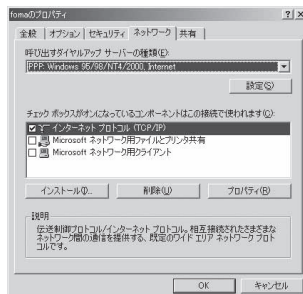 fomaのプロパティ
全般 オプション セキュリティ ネットワーク 共有
呼び出すダイヤルアップ サーバーの種類(E):
PPP: Windows 95/98/NT4/2000, Internet
設定(S)
チェック ボックスがオンになっているコンポーネントはこの接続で使われます(O):
インターネット プロトコル (TCP/IP)
Microsoft ネットワーク用ファイルとプリンタ共有
Microsoft ネットワーク用クライアント
インストール(I)... 削除(U) プロパティ(R)
説明
伝送制御プロトコル/インターネット プロトコル。相互接続されたさまざまな
ネットワーク間の通信を提供する、既定のワイド エリア ネットワーク プロト
コルです。
OK キャンセル